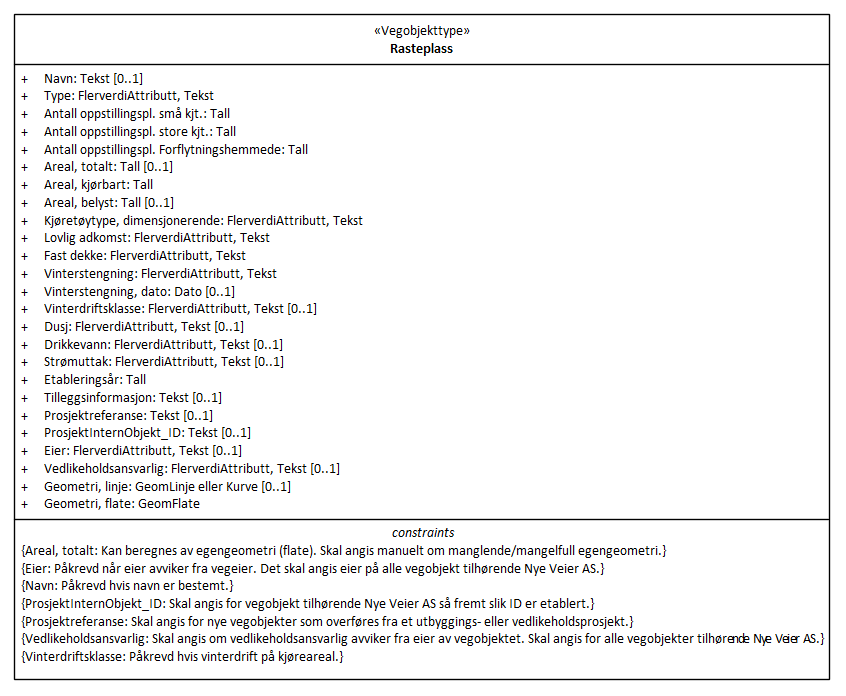 «Vegobjekttype»
Rasteplass
+ Navn: Tekst [0..1]
+ Type: FlerverdiAttributt, Tekst
+ Antall oppstillingspl. små kjt.: Tall
+ Antall oppstillingspl. store kjt.: Tall
+ Antall oppstillingspl. Forflytningshemmede: Tall
+ Areal, totalt: Tall [0..1]
+ Areal, kjørbart: Tall
+ Areal, belyst: Tall [0..1]
+ Kjøretøytype, dimensjonerende: FlerverdiAttributt, Tekst
+ Lovlig adkomst: FlerverdiAttributt, Tekst
+ Fast dekke: FlerverdiAttributt, Tekst
+ Vinterstengning: FlerverdiAttributt, Tekst
+ Vinterstengning, dato: Dato [0..1]
+ Vinterdriftsklasse: FlerverdiAttributt, Tekst [0..1]
+ Dusj: FlerverdiAttributt, Tekst [0..1]
+ Drikkevann: FlerverdiAttributt, Tekst [0..1]
+ Strømuttak: FlerverdiAttributt, Tekst [0..1]
+ Etableringsår: Tall
+ Tilleggsinformasjon: Tekst [0..1]
+ Prosjektreferanse: Tekst [0..1]
+ ProsjektInternObjekt_ID: Tekst [0..1]
+ Eier: FlerverdiAttributt, Tekst [0..1]
+ Vedlikeholdsansvarlig: FlerverdiAttributt, Tekst [0..1]
+ Geometri, linje: GeomLinje eller Kurve [0..1]
+ Geometri, flate: GeomFlate
constraints
{Areal, totalt: Kan beregnes av egengeometri (flate). Skal angis manuelt om manglende/mangelfull egengeometri.}
{Eier: Påkrevd når eier avviker fra vegeier. Det skal angis eier på alle vegobjekt tilhørende Nye Veier AS.}
{Navn: Påkrevd hvis navn er bestemt.}
{ProsjektInternObjekt_ID: Skal angis for vegobjekt tilhørende Nye Veier AS så fremt slik ID er etablert.}
{Prosjektreferanse: Skal angis for nye vegobjekter som overføres fra et utbyggings- eller vedlikeholdsprosjekt.}
{Vedlikeholdsansvarlig: Skal angis om vedlikeholdsansvarlig avviker fra eier av vegobjektet. Skal angis for alle vegobjekter tilhørende Nye Veier AS.}
{Vinterdriftsklasse: Påkrevd hvis vinterdrift på kjøreareal.}